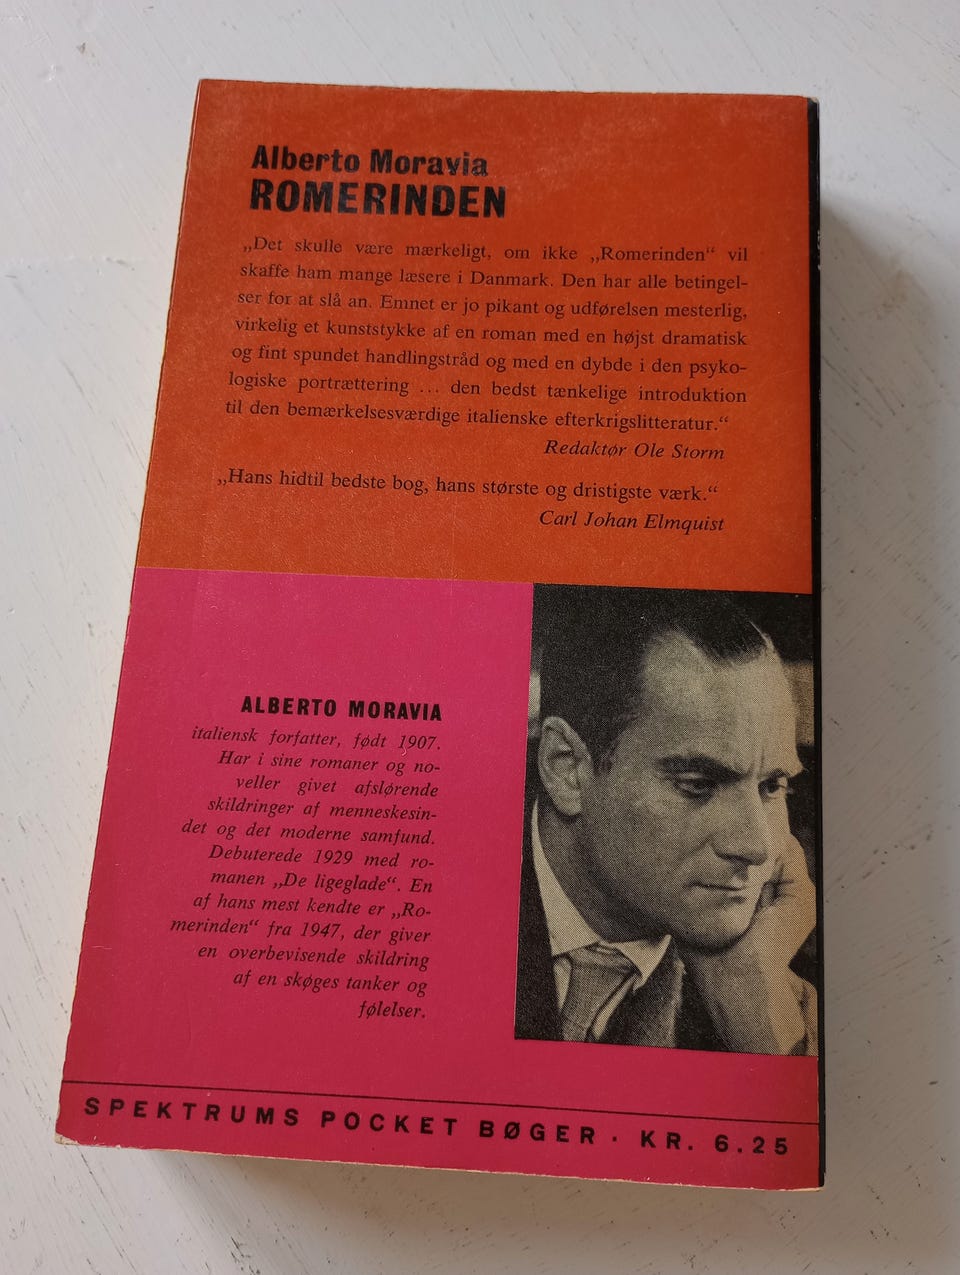 Alberto Moravia
ROMERINDEN
„Det skulle være mærkeligt, om ikke „Romerinden“ vil
skaffe ham mange læsere i Danmark. Den har alle betingel-
ser for at slå an. Emnet er jo pikant og udførelsen mesterlig,
virkelig et kunststykke af en roman med en højst dramatisk
og fint spundet handlingstråd og med en dybde i den psyko-
logiske portrættering ... den bedst tænkelige introduktion
til den bemærkelsesværdige italienske efterkrigslitteratur.“
Redaktør Ole Storm
„Hans hidtil bedste bog, hans største og dristigste værk.“
Carl Johan Elmquist
ALBERTO MORAVIA
italiensk forfatter, født 1907.
Har i sine romaner og no-
veller givet afslørende
skildringer af menneskesin-
det og det moderne samfund.
Debuterede 1929 med ro-
manen „De ligeglade“. En
af hans mest kendte er „Ro-
merinden“ fra 1947, der giver
en overbevisende skildring
af en skøges tanker og
følelser.
SPEKTRUMS POCKET BØGER · KR. 6.25